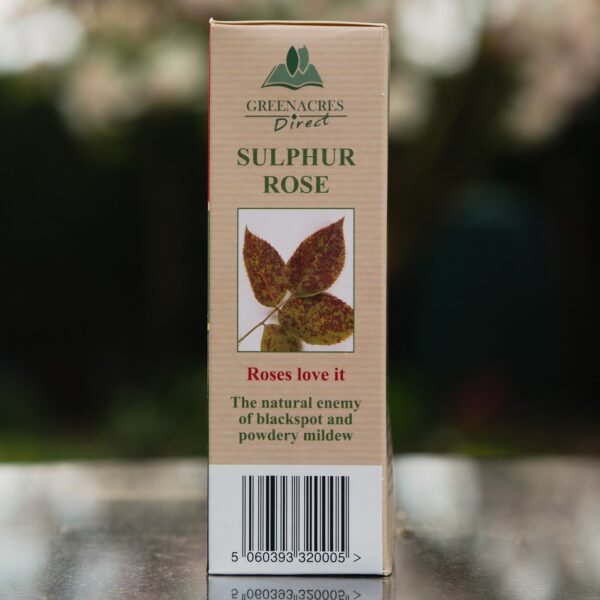 GREENACRES
Direct
SULPHUR
ROSE
Roses love it
The natural enemy
of blackspot and
powdery mildew
5 060393 320005 >